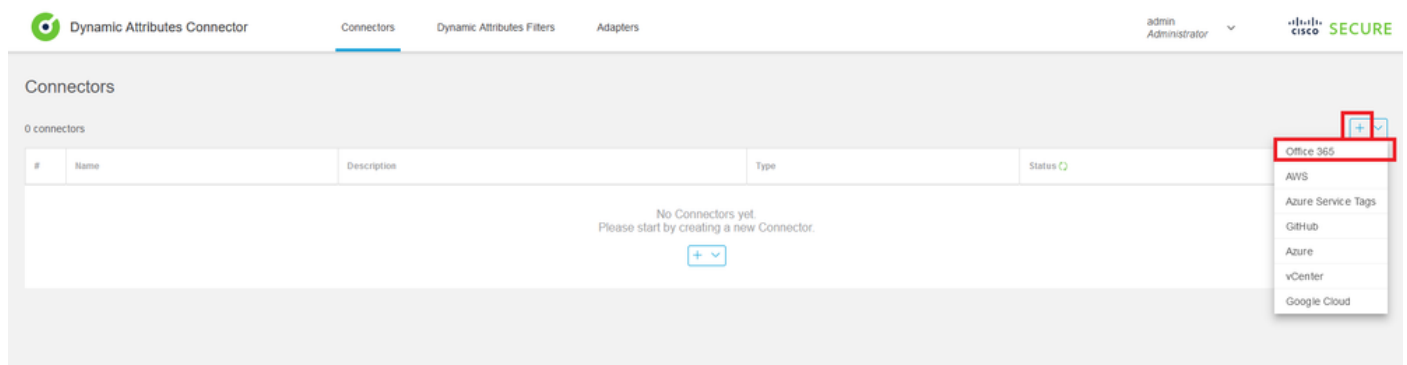 Dynamic Attributes Connector Connectors Dynamic Attributes Filters Adapters admin cisco SECURE
Administrator
Connectors
0 connectors
# Name Description Type Status
Office 365
AWS
Azure Service Tags
GitHub
Azure
vCenter
Google Cloud
No Connectors yet.
Please start by creating a new Connector.